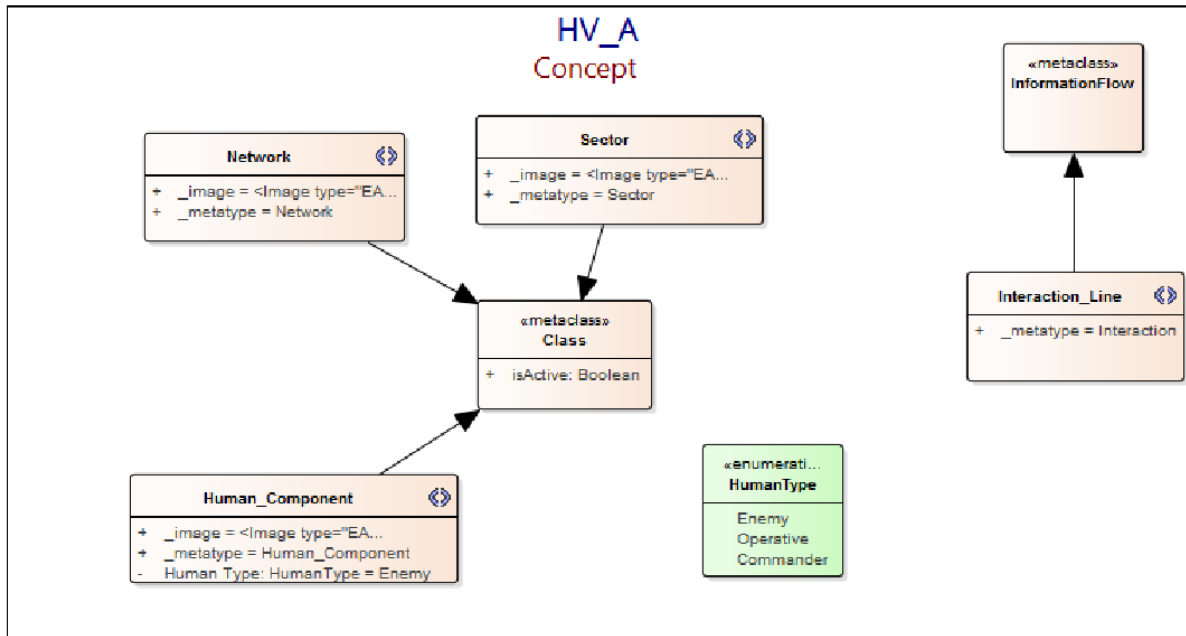 HV_A
Concept
«metaclass»
InformationFlow
Network
+ _image = <Image type="EA...
+ _metatype = Network
Sector
+ _image = <Image type="EA...
+ _metatype = Sector
«metaclass»
Class
+ isActive: Boolean
Interaction_Line
+ _metatype = Interaction
Human_Component
+ _image = <Image type="EA...
+ _metatype = Human_Component
- Human Type: HumanType = Enemy
«enumerati...
HumanType
Enemy
Operative
Commander